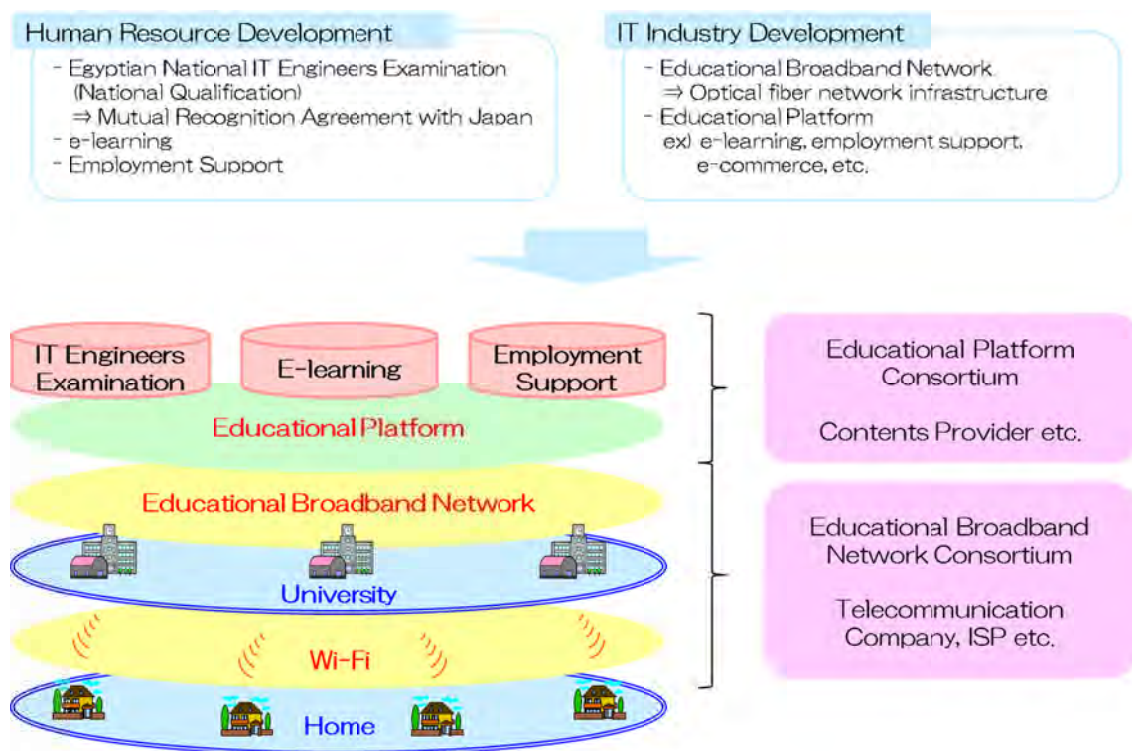 Human Resource Development
- Egyptian National IT Engineers Examination
(National Qualification)
⇒ Mutual Recognition Agreement with Japan
- e-learning
- Employment Support
IT Industry Development
- Educational Broadband Network
⇒ Optical fiber network infrastructure
- Educational Platform
ex) e-learning, employment support,
e-commerce, etc.
IT Engineers
Examination
E-learning
Employment
Support
Educational Platform
Educational Broadband Network
University
Wi-Fi
Home
Educational Platform
Consortium
Contents Provider etc.
Educational Broadband
Network Consortium
Telecommunication
Company, ISP etc.